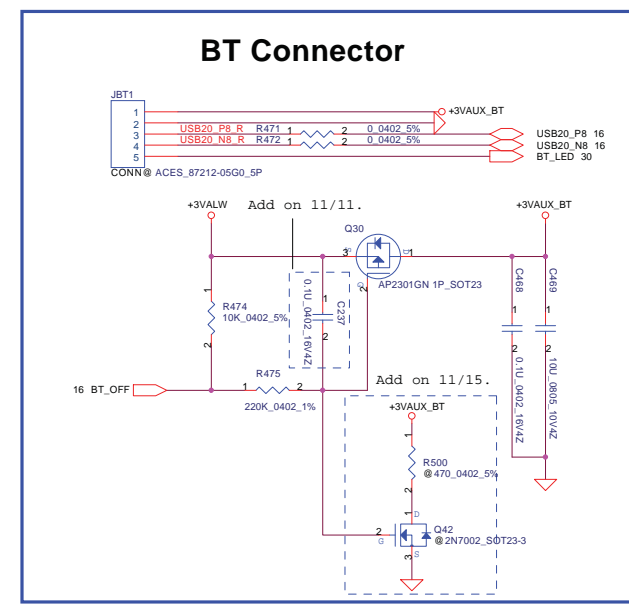 BT Connector
JBT1
1
2
3
4
5
+3VAUX_BT
USB20_P8_R R471 1 2 0_0402_5%
USB20_N8_R R472 1 2 0_0402_5%
USB20_P8 16
USB20_N8 16
BT_LED 30
CONN@ ACES_87212-05G0_5P
+3VALW
Add on 11/11.
+3VAUX_BT
Q30
3 S D 1
G 2
AP2301GN 1P_SOT23
1
R474
10K_0402_5%
2
1
C237
0.1U_0402_16V4Z
2
C468
1
2
0.1U_0402_16V4Z
C469
1
2
10U_0805_10V4Z
R475
16 BT_OFF
1 2
220K_0402_1%
Add on 11/15.
+3VAUX_BT
1
R500
@470_0402_5%
2
1 D
Q42
2 G
@2N7002_SOT23-3
3 S